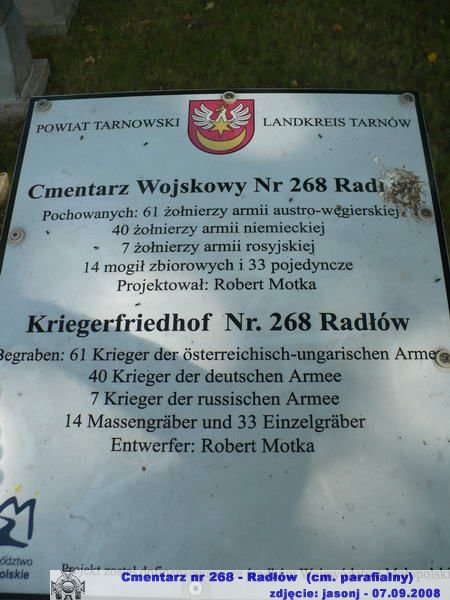 POWIAT TARNOWSKI LANDKREIS TARNÓW
Cmentarz Wojskowy Nr 268
Pochowanych: 61 żołnierzy armii austro-węgierskiej
40 żołnierzy armii niemieckiej
7 żołnierzy armii rosyjskiej
14 mogił zbiorowych i 33 pojedyncze
Projektował: Robert Motka
Kriegerfriedhof Nr. 268 Radłów
Begraben: 61 Krieger der österreichisch-ungarischen Arme
40 Krieger der deutschen Armee
7 Krieger der russischen Armee
14 Massengräber und 33 Einzelgräber
Entwerfer: Robert Motka
Projekt został
Cmentarz nr 268 - Radłów (cm. parafialny)
zdjęcie: jasonj - 07.09.2008